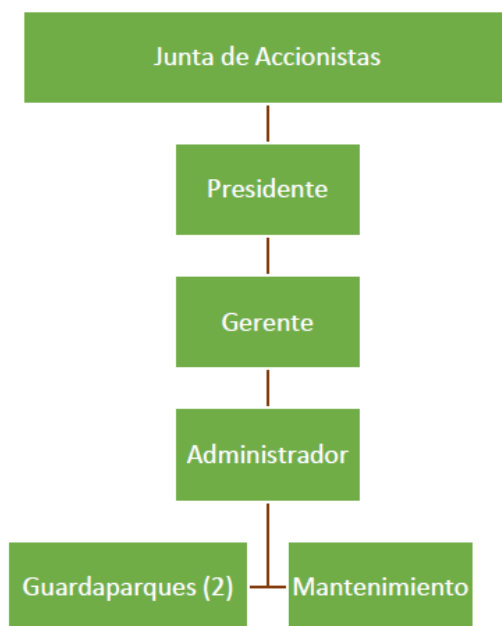 Junta de Accionistas
Presidente
Gerente
Administrador
Guardaparques (2)
Mantenimiento